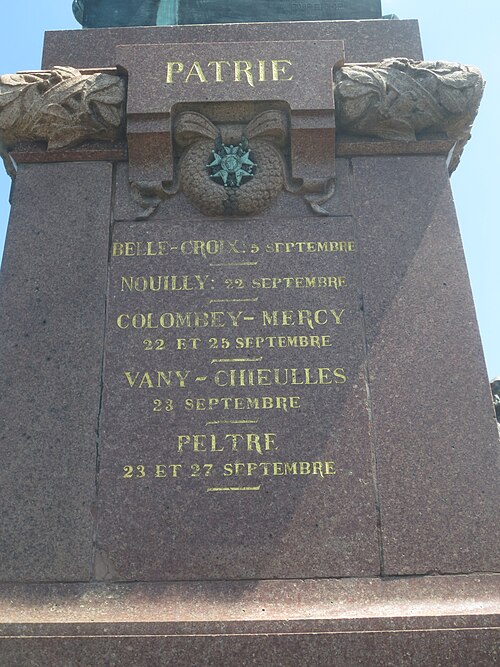 PATRIE
BELLE-CROIX: 5 SEPTEMBRE
NOUILLY: 22 SEPTEMBRE
COLOMBEY-MERCY
22 ET 25 SEPTEMBRE
VANY-CHIEULLES
23 SEPTEMBRE
PELTRE
23 ET 27 SEPTEMBRE